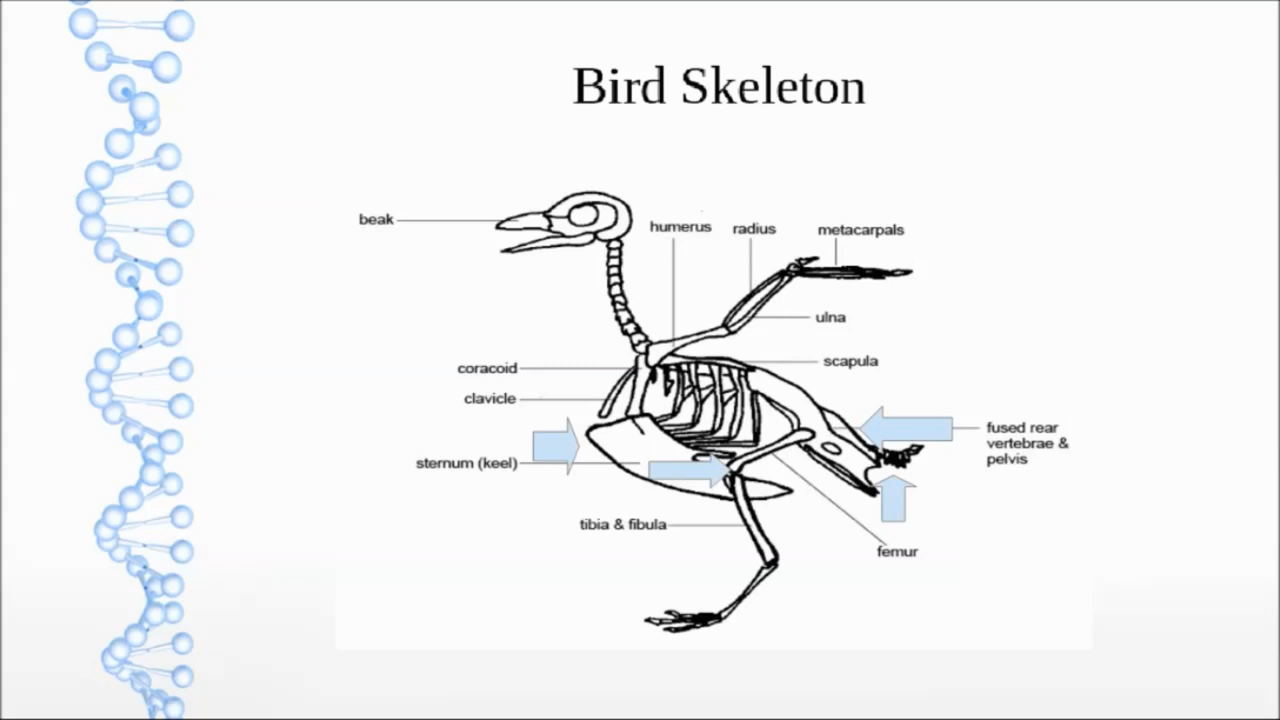 Bird Skeleton
beak
humerus
radius
metacarpals
ulna
scapula
coracoid
clavicle
sternum (keel)
fused rear
vertebrae &
pelvis
tibia & fibula
femur